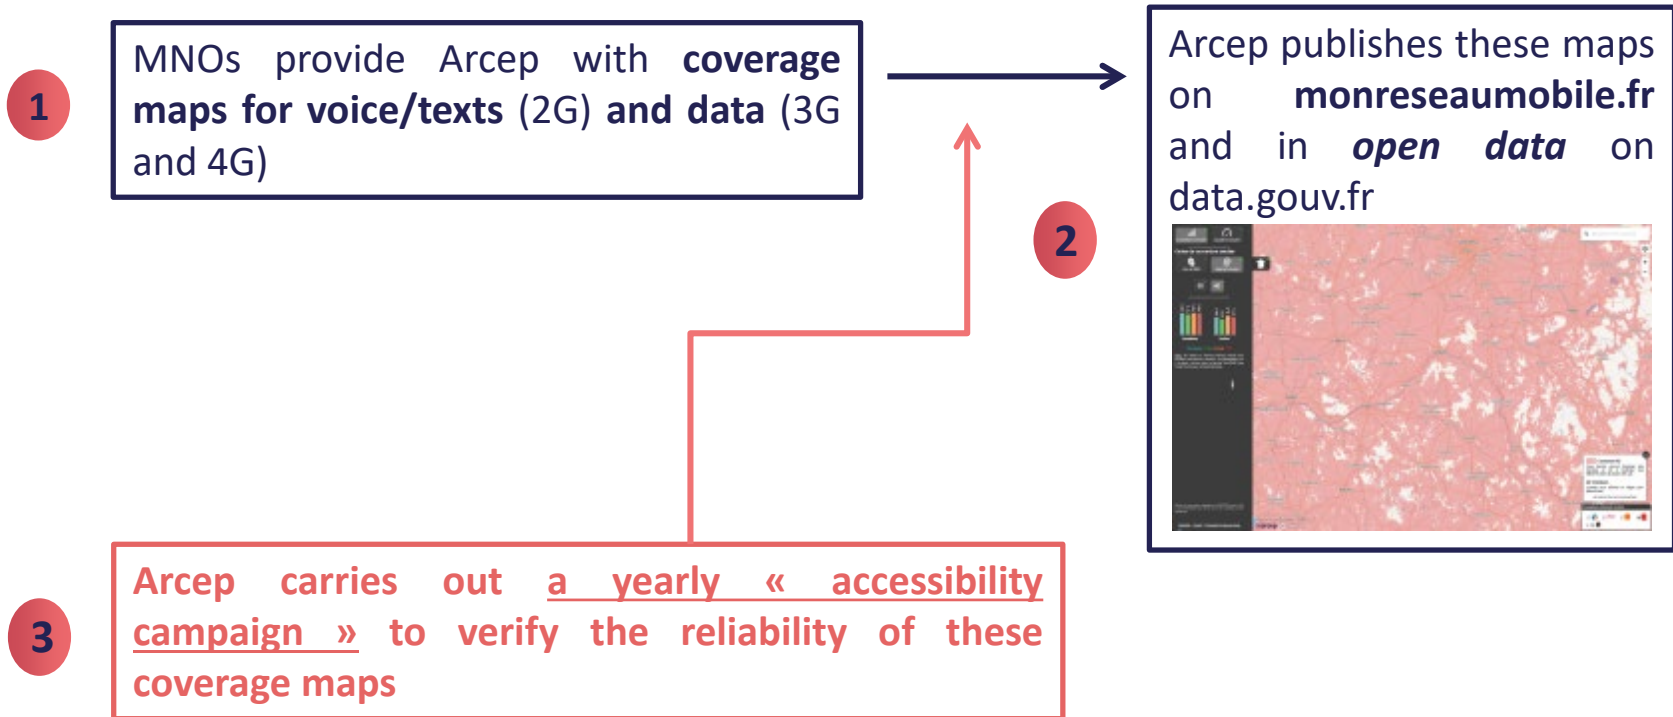 1
MNOs provide Arcep with coverage
maps for voice/texts (2G) and data (3G
and 4G)
2
Arcep publishes these maps
on monreseaumobile.fr
and in open data on
data.gouv.fr
3
Arcep carries out a yearly « accessibility
campaign » to verify the reliability of these
coverage maps